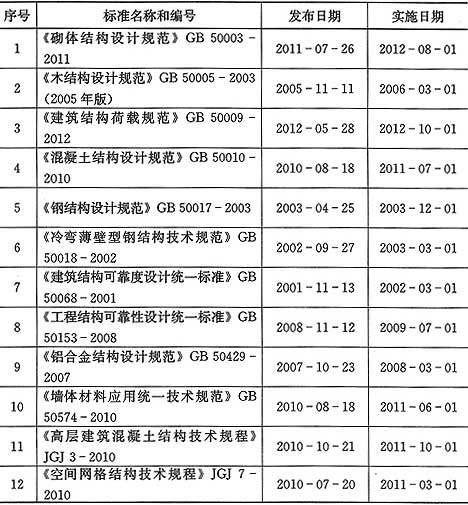 序号 标准名称和编号 发布日期 实施日期
1 《砌体结构设计规范》GB 50003-2011 2011-07-26 2012-08-01
2 《木结构设计规范》GB 50005-2003（2005年版） 2005-11-11 2006-03-01
3 《建筑结构荷载规范》GB 50009-2012 2012-05-28 2012-10-01
4 《混凝土结构设计规范》GB 50010-2010 2010-08-18 2011-07-01
5 《钢结构设计规范》GB 50017-2003 2003-04-25 2003-12-01
6 《冷弯薄壁型钢结构技术规范》GB 50018-2002 2002-09-27 2003-03-01
7 《建筑结构可靠度设计统一标准》GB 50068-2001 2001-11-13 2002-03-01
8 《工程结构可靠性设计统一标准》GB 50153-2008 2008-11-12 2009-07-01
9 《铝合金结构设计规范》GB 50429-2007 2007-10-23 2008-03-01
10 《墙体材料应用统一技术规范》GB 50574-2010 2010-08-18 2011-06-01
11 《高层建筑混凝土结构技术规程》JGJ 3-2010 2010-10-21 2011-10-01
12 《空间网格结构技术规程》JGJ 7-2010 2010-07-20 2011-03-01